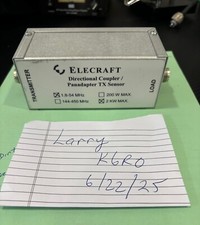 ELECRAFT
Directional Coupler /
Panadapter TX Sensor
TRANSMITTER
1.8-54 MHz
200 W MAX
144-450 MHz
2 KW MAX
LOAD
Larry
K6RO
6/22/25